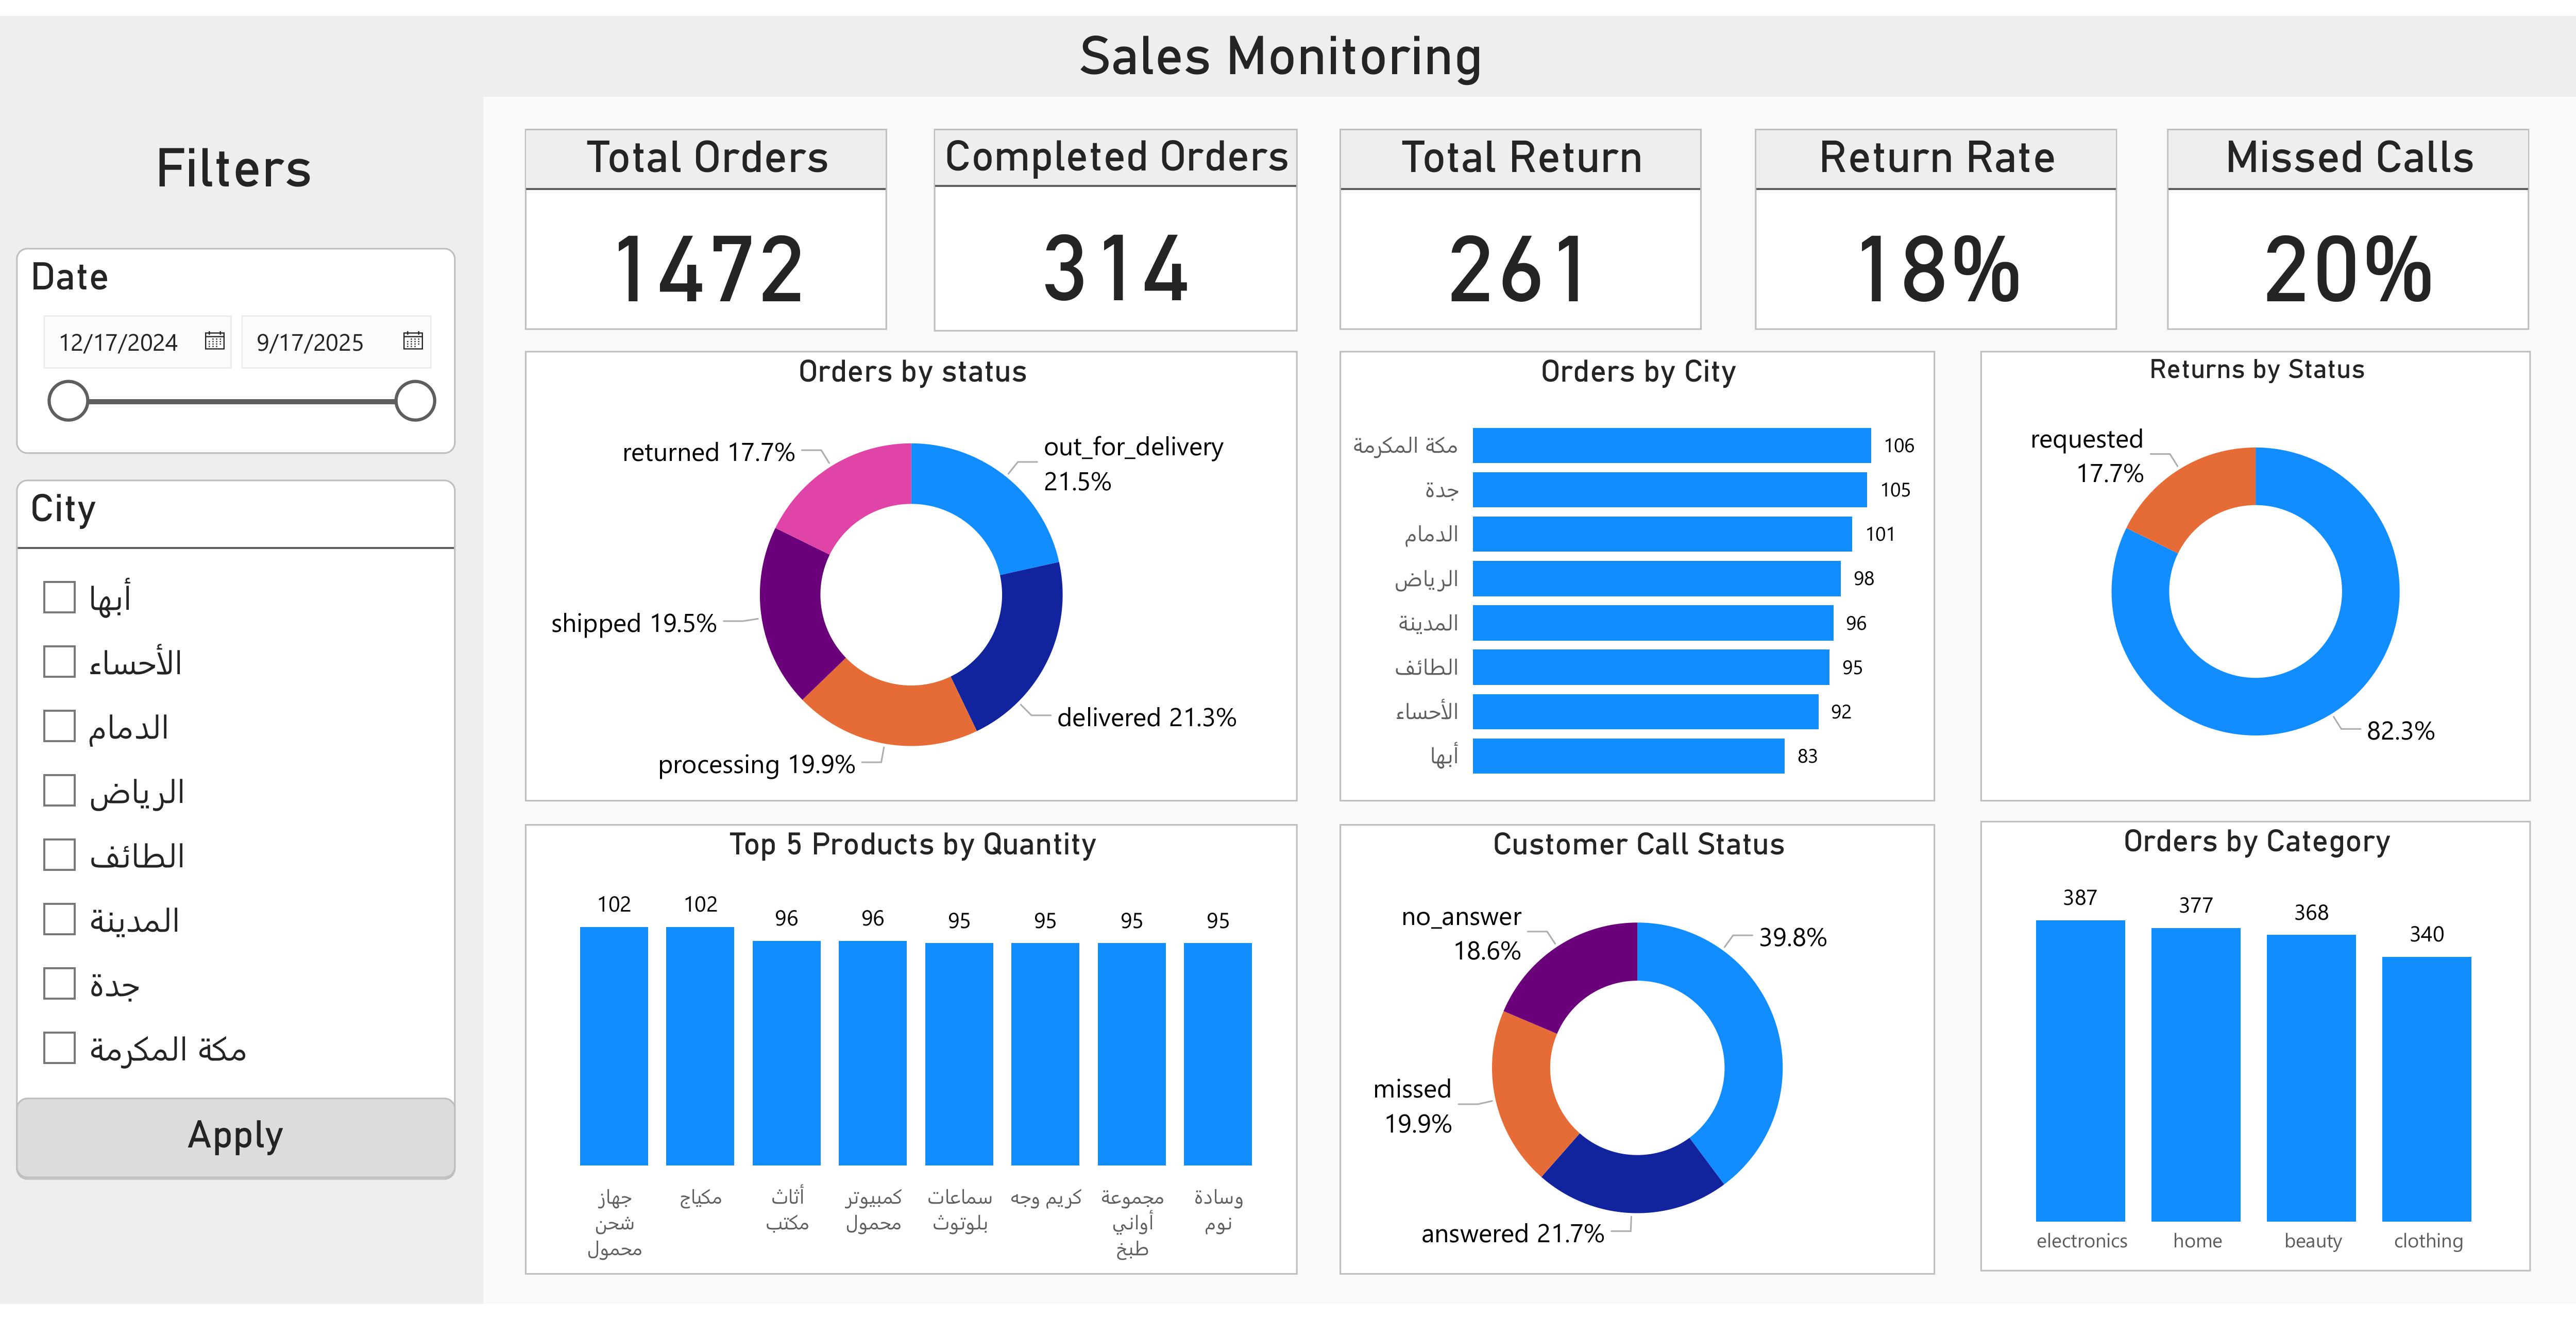 Sales Monitoring
Filters
Date
12/17/2024
9/17/2025
City
أبها
الأحساء
الدمام
الرياض
الطائف
المدينة
جدة
مكة المكرمة
Apply
Total Orders
1472
Completed Orders
314
Total Return
261
Return Rate
18%
Missed Calls
20%
Orders by status
returned 17.7%
out_for_delivery
21.5%
shipped 19.5%
delivered 21.3%
processing 19.9%
Orders by City
مكة المكرمة 106
جدة 105
الدمام 101
الرياض 98
المدينة 96
الطائف 95
الأحساء 92
أبها 83
Returns by Status
requested
17.7%
82.3%
Top 5 Products by Quantity
102
102
96
96
95
95
95
95
جهاز
شحن
محمول
مكياج
أثاث
مكتب
كمبيوتر
محمول
سماعات
بلوتوث
كريم وجه
مجموعة
أواني
طبخ
وسادة
نوم
Customer Call Status
no_answer
18.6%
39.8%
missed
19.9%
answered 21.7%
Orders by Category
387
377
368
340
electronics
home
beauty
clothing